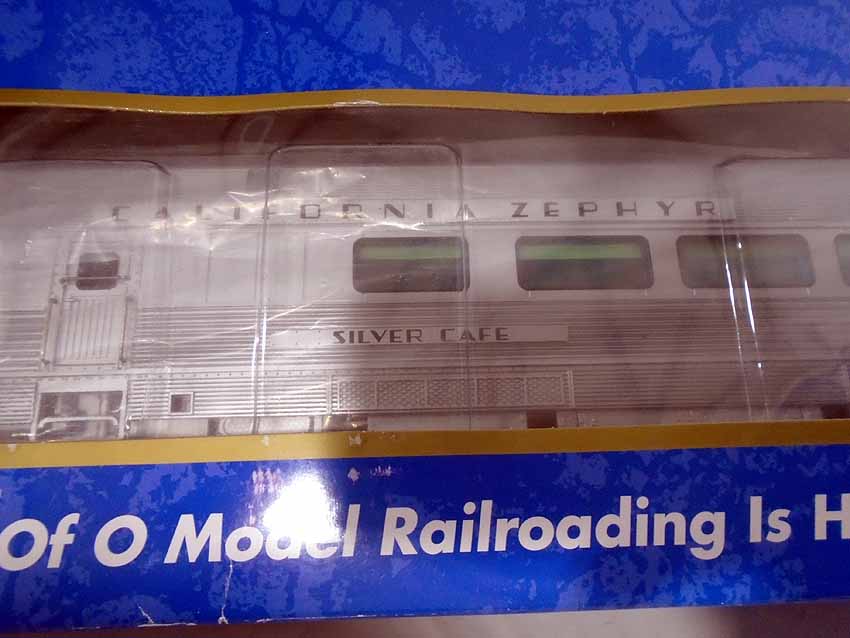 CALIFORNIA ZEPHYR
SILVER CAFE
Of O Model Railroading Is H